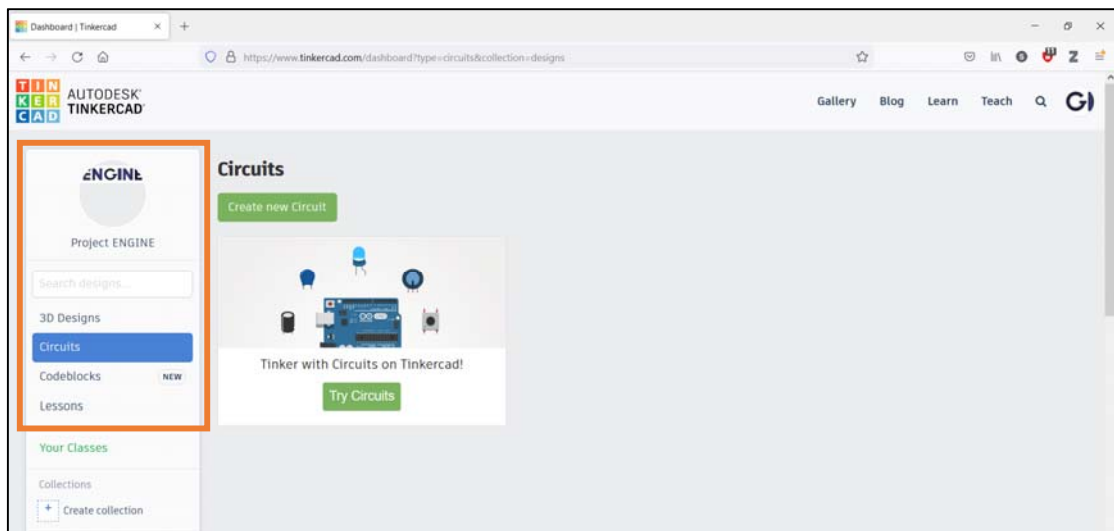 Dashboard | Tinkercad
https://www.tinkercad.com/dashboard?type=circuits&collection=designs
TIN
KER
CAD
AUTODESK®
TINKERCAD®
Gallery Blog Learn Teach
ENGINE
Project ENGINE
Search designs...
3D Designs
Circuits
Codeblocks NEW
Lessons
Your Classes
Collections
+ Create collection
Circuits
Create new Circuit
Tinker with Circuits on Tinkercad!
Try Circuits